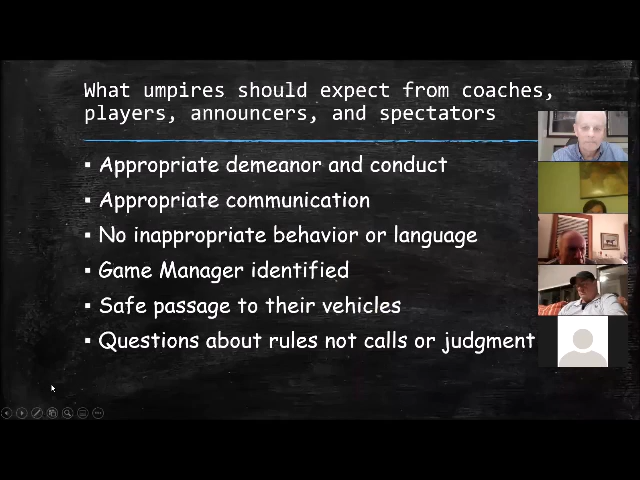 What umpires should expect from coaches,
players, announcers, and spectators
▪ Appropriate demeanor and conduct
▪ Appropriate communication
▪ No inappropriate behavior or language
▪ Game Manager identified
▪ Safe passage to their vehicles
▪ Questions about rules not calls or judgment